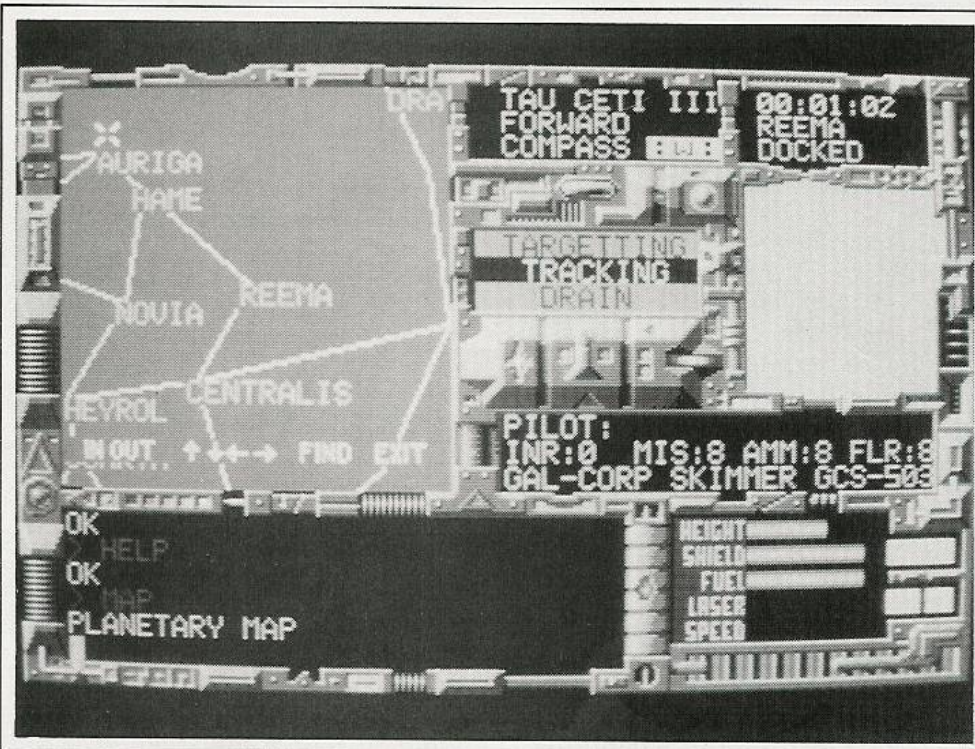 DRA
AURIGA
HAME
REEMA
NOVIA
CENTRALIS
HEYROL
IN OUT ↑ ↓ ← → FIND EXIT
TAU CETI III
FORWARD
COMPASS :W:
00:01:02
REEMA
DOCKED
TARGETTING
TRACKING
DRAIN
PILOT:
INR:0 MIS:8 AMM:8 FLR:8
GAL-CORP SKIMMER GCS-503
OK
> HELP
OK
> MAP
PLANETARY MAP
HEIGHT
SHIELD
FUEL
LASER
SPEED